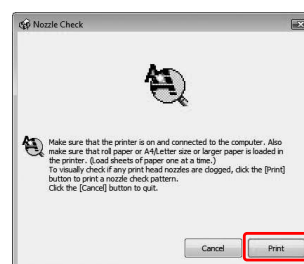 Nozzle Check
Make sure that the printer is on and connected to the computer. Also
make sure that roll paper or A4/Letter size or larger paper is loaded in
the printer. (Load sheets of paper one at a time.)
To visually check if any print head nozzles are clogged, click the [Print]
button to print a nozzle check pattern.
Click the [Cancel] button to quit.
Cancel
Print